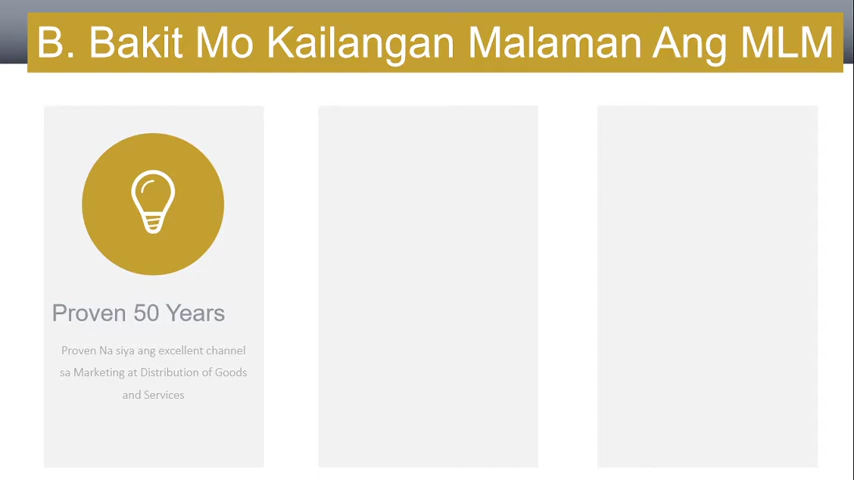 B. Bakit Mo Kailangan Malaman Ang MLM
Proven 50 Years
Proven Na siya ang excellent channel
sa Marketing at Distribution of Goods
and Services